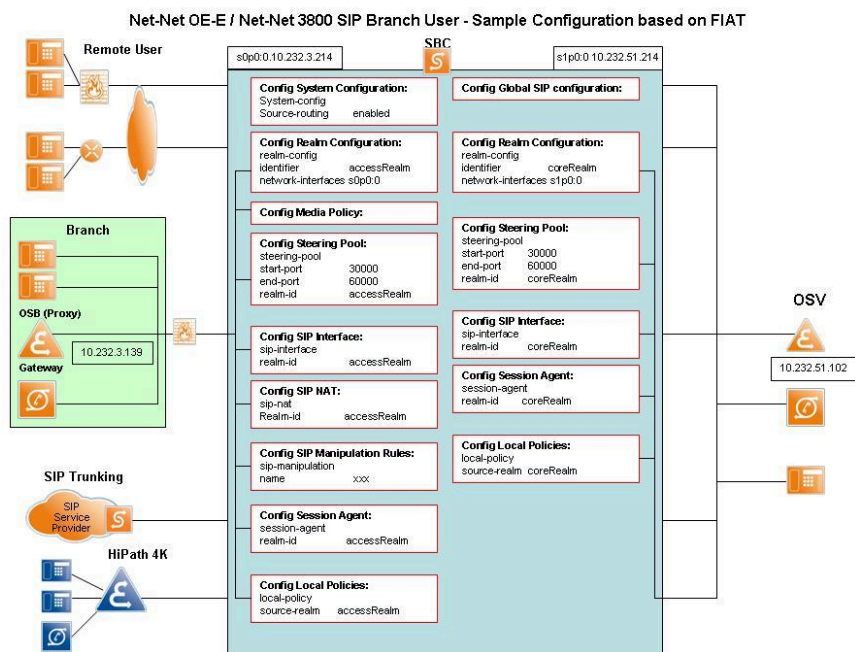 Net-Net OE-E / Net-Net 3800 SIP Branch User - Sample Configuration based on FIAT
Remote User
s0p0:0.10.232.3.214
SBC
s1p0:0 10.232.51.214
Config System Configuration:
System-config
Source-routing enabled
Config Global SIP configuration:
Config Realm Configuration:
realm-config
identifier accessRealm
network-interfaces s0p0:0
Config Realm Configuration:
realm-config
identifier coreRealm
network-interfaces s1p0:0
Config Media Policy:
Config Steering Pool:
steering-pool
start-port 30000
end-port 60000
realm-id accessRealm
Config Steering Pool:
steering-pool
start-port 30000
end-port 60000
realm-id coreRealm
Branch
OSB (Proxy)
10.232.3.139
Gateway
OSV
10.232.51.102
Config SIP Interface:
sip-interface
realm-id accessRealm
Config SIP Interface:
sip-interface
realm-id coreRealm
Config SIP NAT:
sip-nat
Realm-id accessRealm
Config Session Agent:
session-agent
realm-id coreRealm
Config SIP Manipulation Rules:
sip-manipulation
name xxx
Config Local Policies:
local-policy
source-realm coreRealm
SIP Trunking
SIP
Service
Provider
Config Session Agent:
session-agent
realm-id accessRealm
HiPath 4K
Config Local Policies:
local-policy
source-realm accessRealm